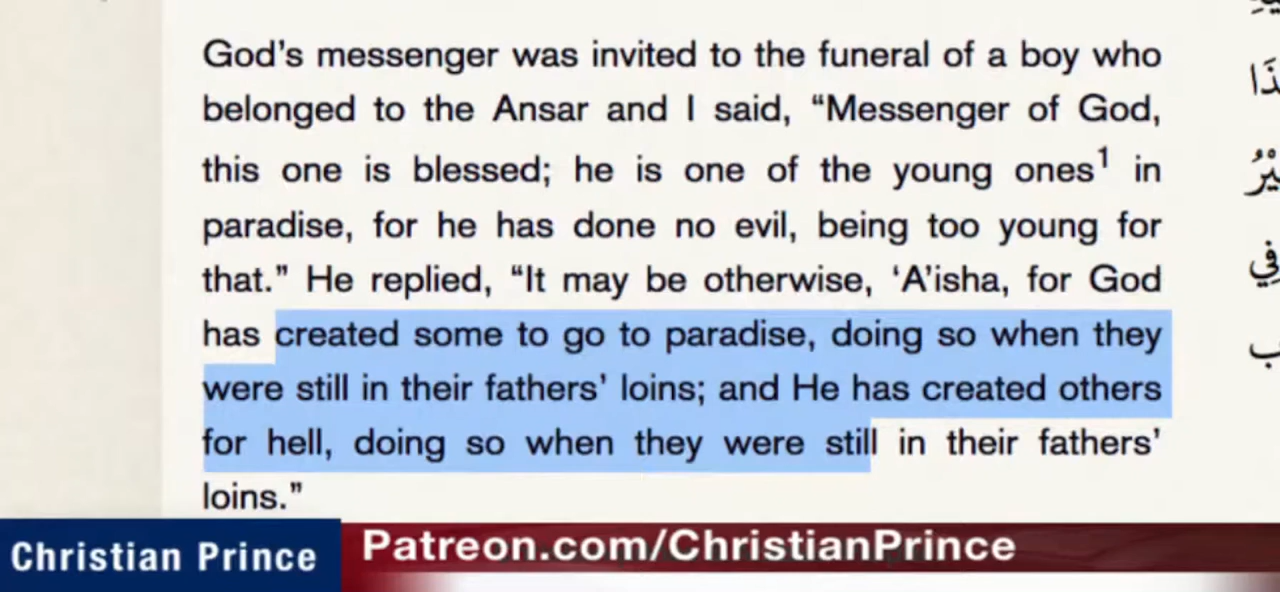 God's messenger was invited to the funeral of a boy who
belonged to the Ansar and I said, “Messenger of God,
this one is blessed; he is one of the young ones¹ in
paradise, for he has done no evil, being too young for
that.” He replied, “It may be otherwise, ‘A’isha, for God
has created some to go to paradise, doing so when they
were still in their fathers’ loins; and He has created others
for hell, doing so when they were still in their fathers’
loins.”
Christian Prince
Patreon.com/ChristianPrince